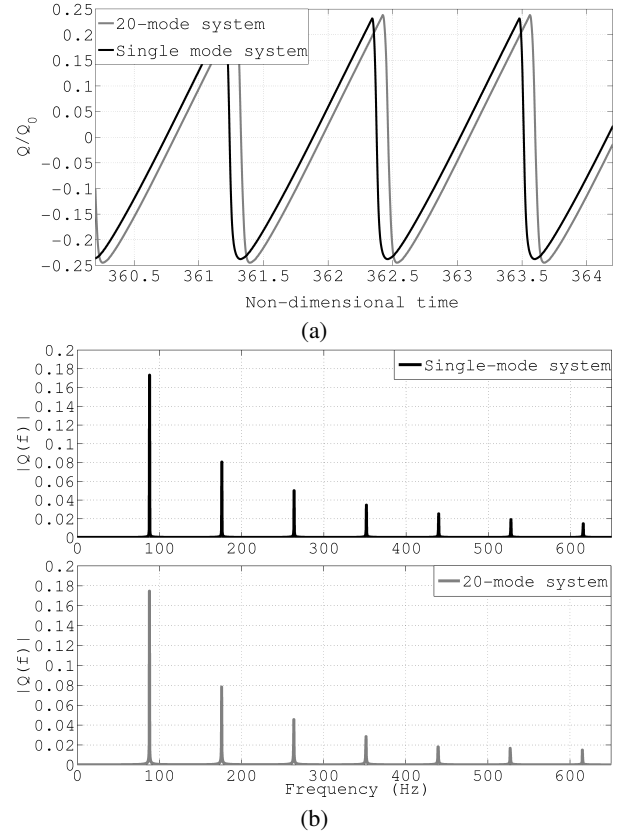 0.25
0.2
0.15
0.1
0.05
0
-0.05
-0.1
-0.15
-0.2
-0.25
Q/Q0
20-mode system
Single mode system
360.5 361 361.5 362 362.5 363 363.5 364
Non-dimensional time
(a)
0.2
0.18
0.16
0.14
0.12
0.1
0.08
0.06
0.04
0.02
0
|Q(f)|
Single-mode system
0 100 200 300 400 500 600
0.2
0.18
0.16
0.14
0.12
0.1
0.08
0.06
0.04
0.02
0
|Q(f)|
20-mode system
0 100 200 300 400 500 600
Frequency (Hz)
(b)